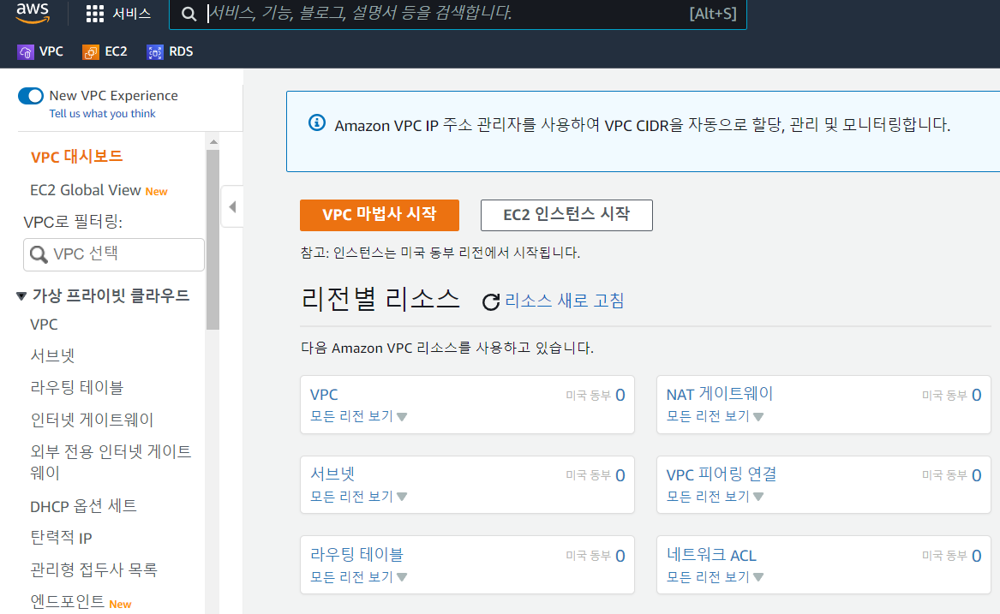 aws
서비스
서비스, 기능, 블로그, 설명서 등을 검색합니다.
[Alt+S]
VPC
EC2
RDS
New VPC Experience
Tell us what you think
VPC 대시보드
EC2 Global View New
VPC로 필터링:
VPC 선택
가상 프라이빗 클라우드
VPC
서브넷
라우팅 테이블
인터넷 게이트웨이
외부 전용 인터넷 게이트
웨이
DHCP 옵션 세트
탄력적 IP
관리형 접두사 목록
엔드포인트 New
Amazon VPC IP 주소 관리자를 사용하여 VPC CIDR을 자동으로 할당, 관리 및 모니터링합니다.
VPC 마법사 시작
EC2 인스턴스 시작
참고: 인스턴스는 미국 동부 리전에서 시작됩니다.
리전별 리소스
리소스 새로 고침
다음 Amazon VPC 리소스를 사용하고 있습니다.
VPC 미국 동부 0
모든 리전 보기
NAT 게이트웨이 미국 동부 0
모든 리전 보기
서브넷 미국 동부 0
모든 리전 보기
VPC 피어링 연결 미국 동부 0
모든 리전 보기
라우팅 테이블 미국 동부 0
모든 리전 보기
네트워크 ACL 미국 동부 0
모든 리전 보기